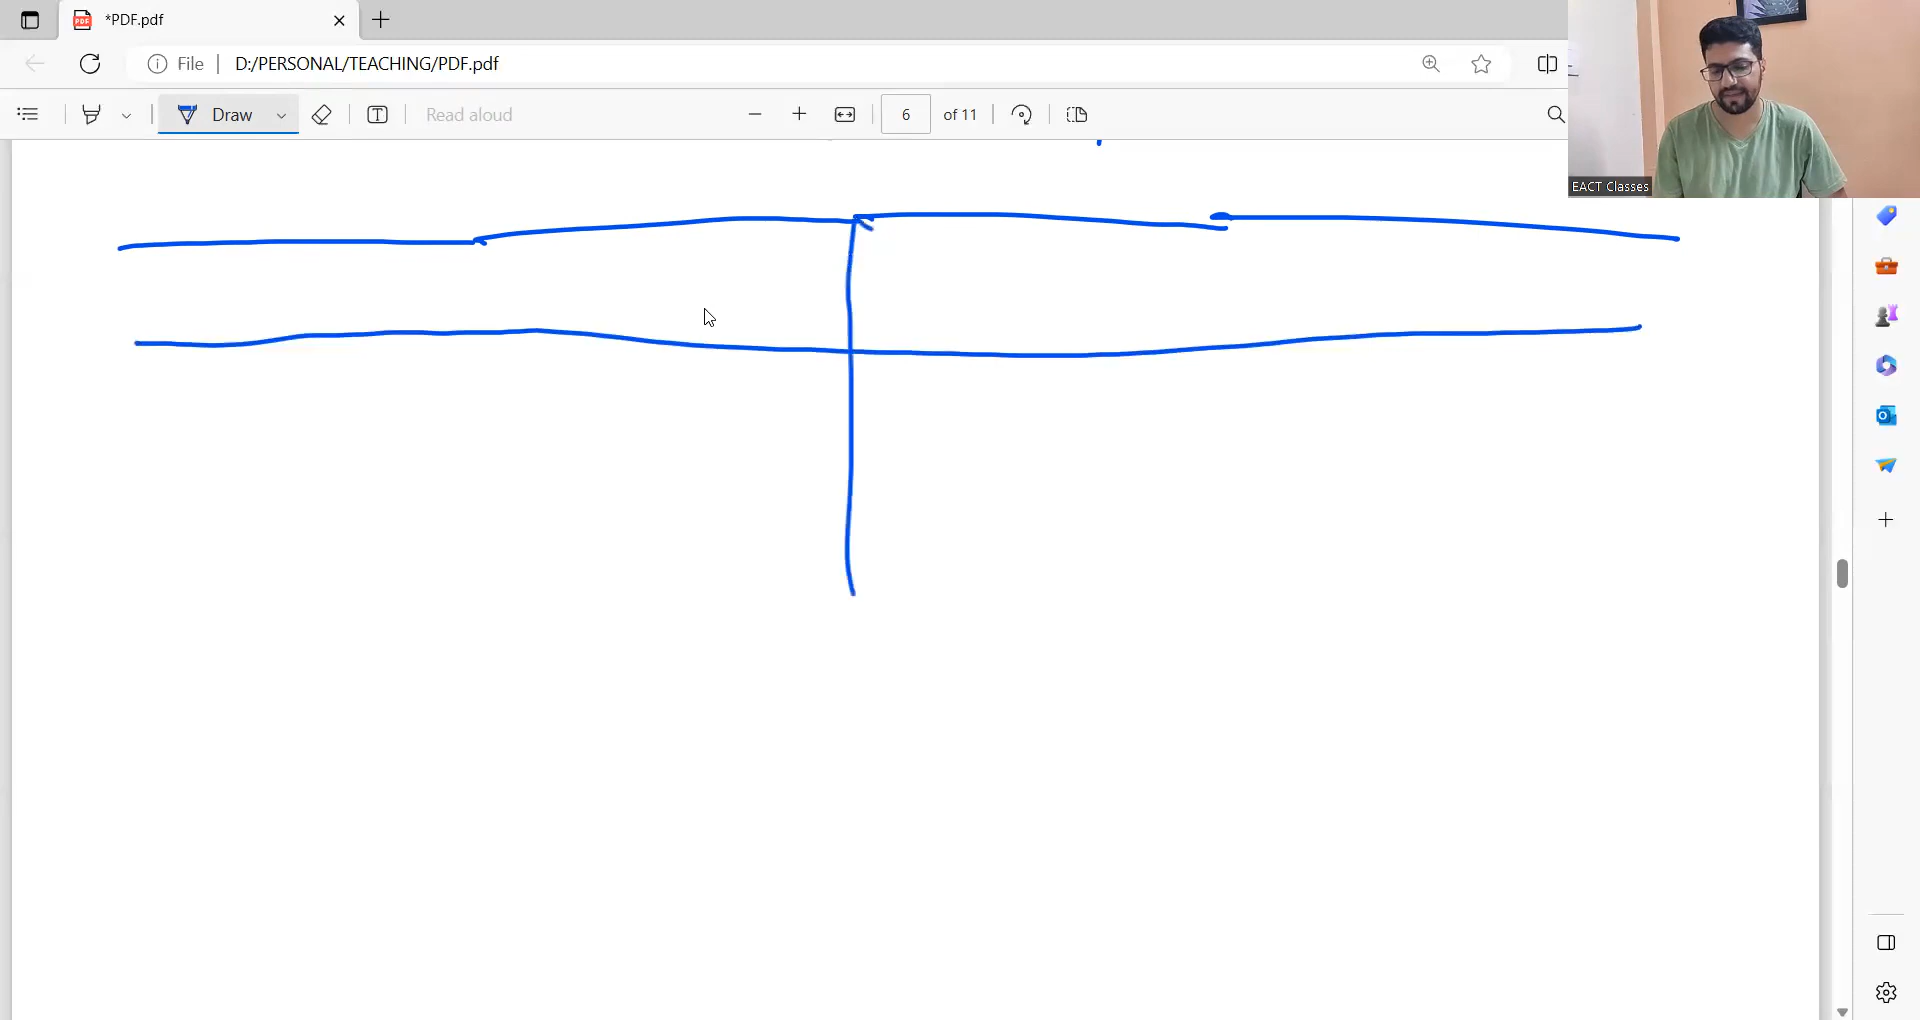 *PDF.pdf
File | D:/PERSONAL/TEACHING/PDF.pdf
Draw Read aloud 6 of 11
EACT Classes